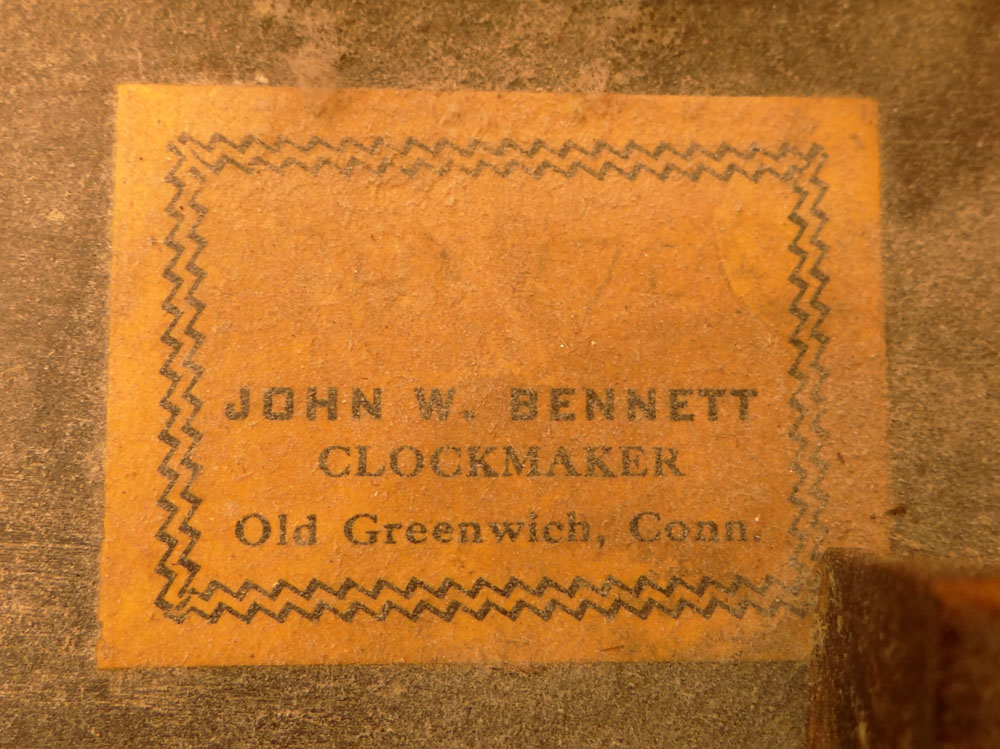 JOHN W. BENNETT
CLOCKMAKER
Old Greenwich, Conn.